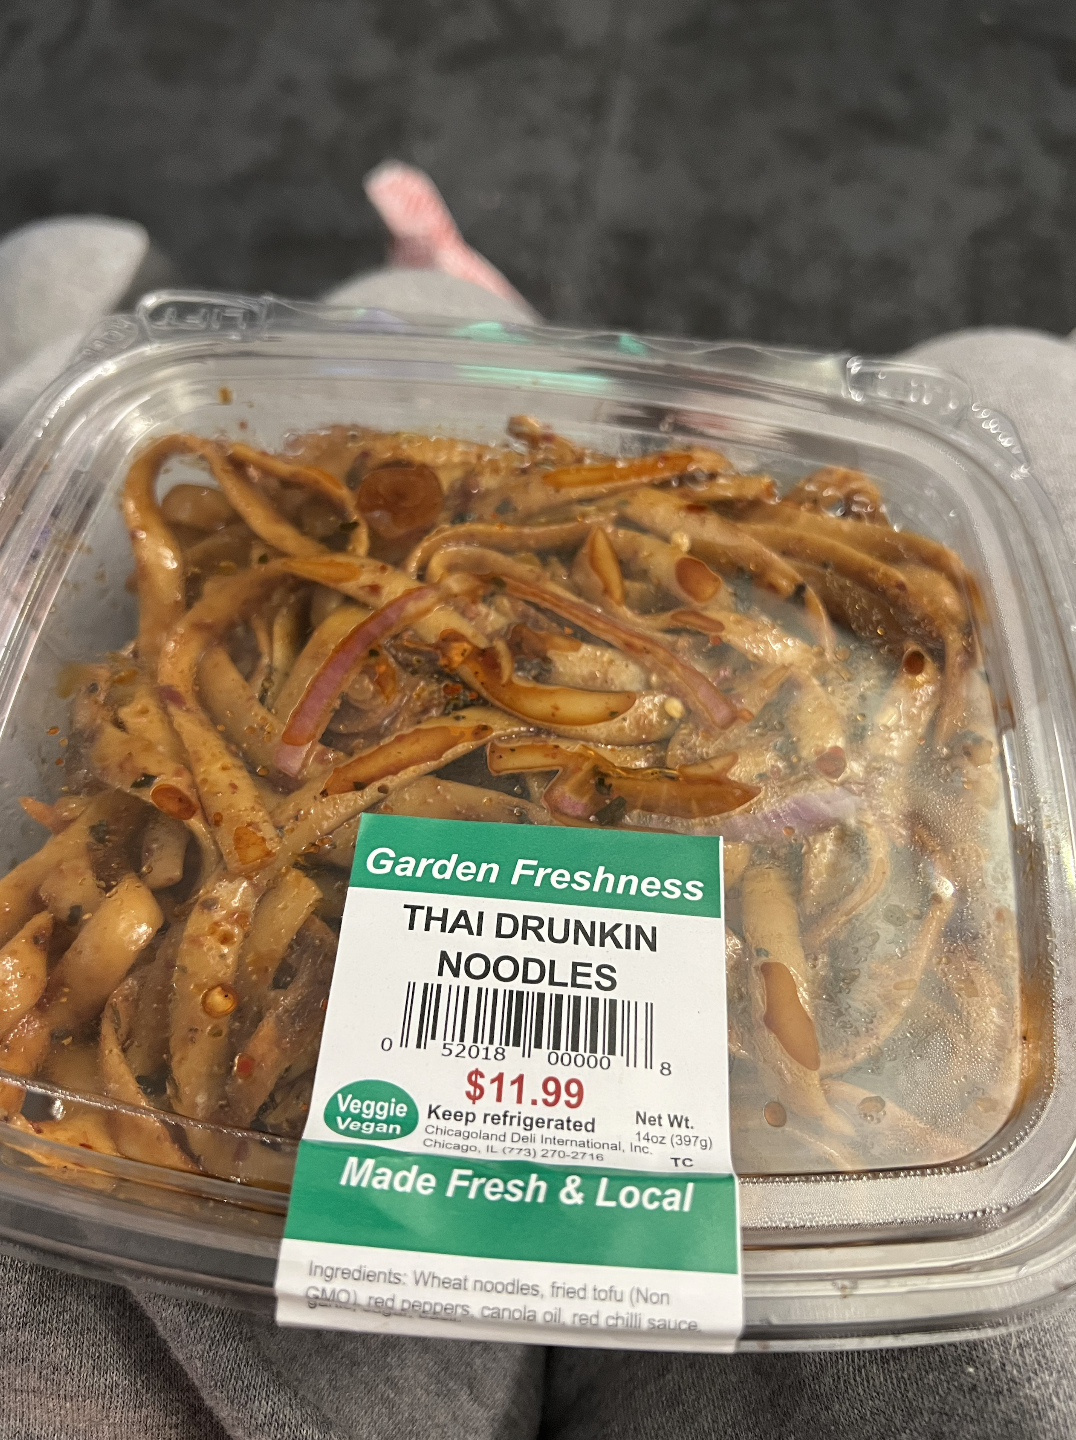 LIFT
Garden Freshness
THAI DRUNKIN
NOODLES
0 52018 00000 8
$11.99
Veggie
Vegan
Keep refrigerated
Chicagoland Deli International, Inc.
Chicago, IL (773) 270-2716
Net Wt.
14oz (397g)
TC
Made Fresh & Local
Ingredients: Wheat noodles, fried tofu (Non
GMO), red peppers, canola oil, red chilli sauce,